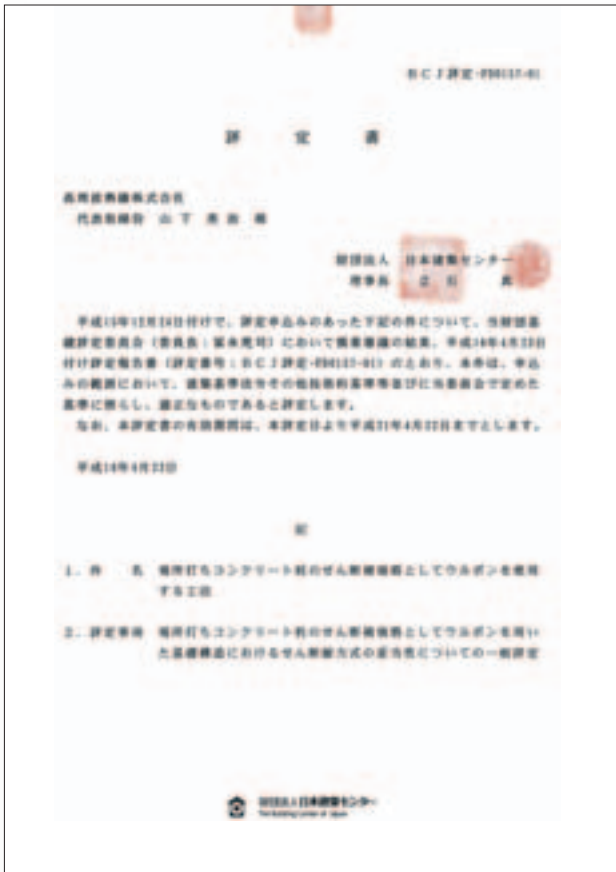 ＢＣＪ評定-FD0137-01
評　定　書
高周波熱錬株式会社
代表取締役　山下
財団法人　日本建築センター
理事長　立石　真
平成15年12月24日付けで、評定申込みのあった下記の件について、当財団基
礎評定委員会（委員長：　）において慎重審議の結果、平成16年4月23日
付け評定報告書（評定番号：ＢＣＪ評定-FD0137-01）のとおり、本件は、申込
みの範囲において、建築基準法令その他技術的基準等並びに当委員会で定めた
基準に照らし、適正なものであると評定します。
なお、本評定書の有効期間は、本評定日より平成21年4月22日までとします。
平成16年4月23日
記
1．件　名　場所打ちコンクリート杭のせん断補強筋としてウルボンを使用
する工法
2．評定事項　場所打ちコンクリート杭のせん断補強筋としてウルボンを用い
た基礎構造におけるせん断耐力式の妥当性についての一般評定
財団法人日本建築センター
The Building Center of Japan